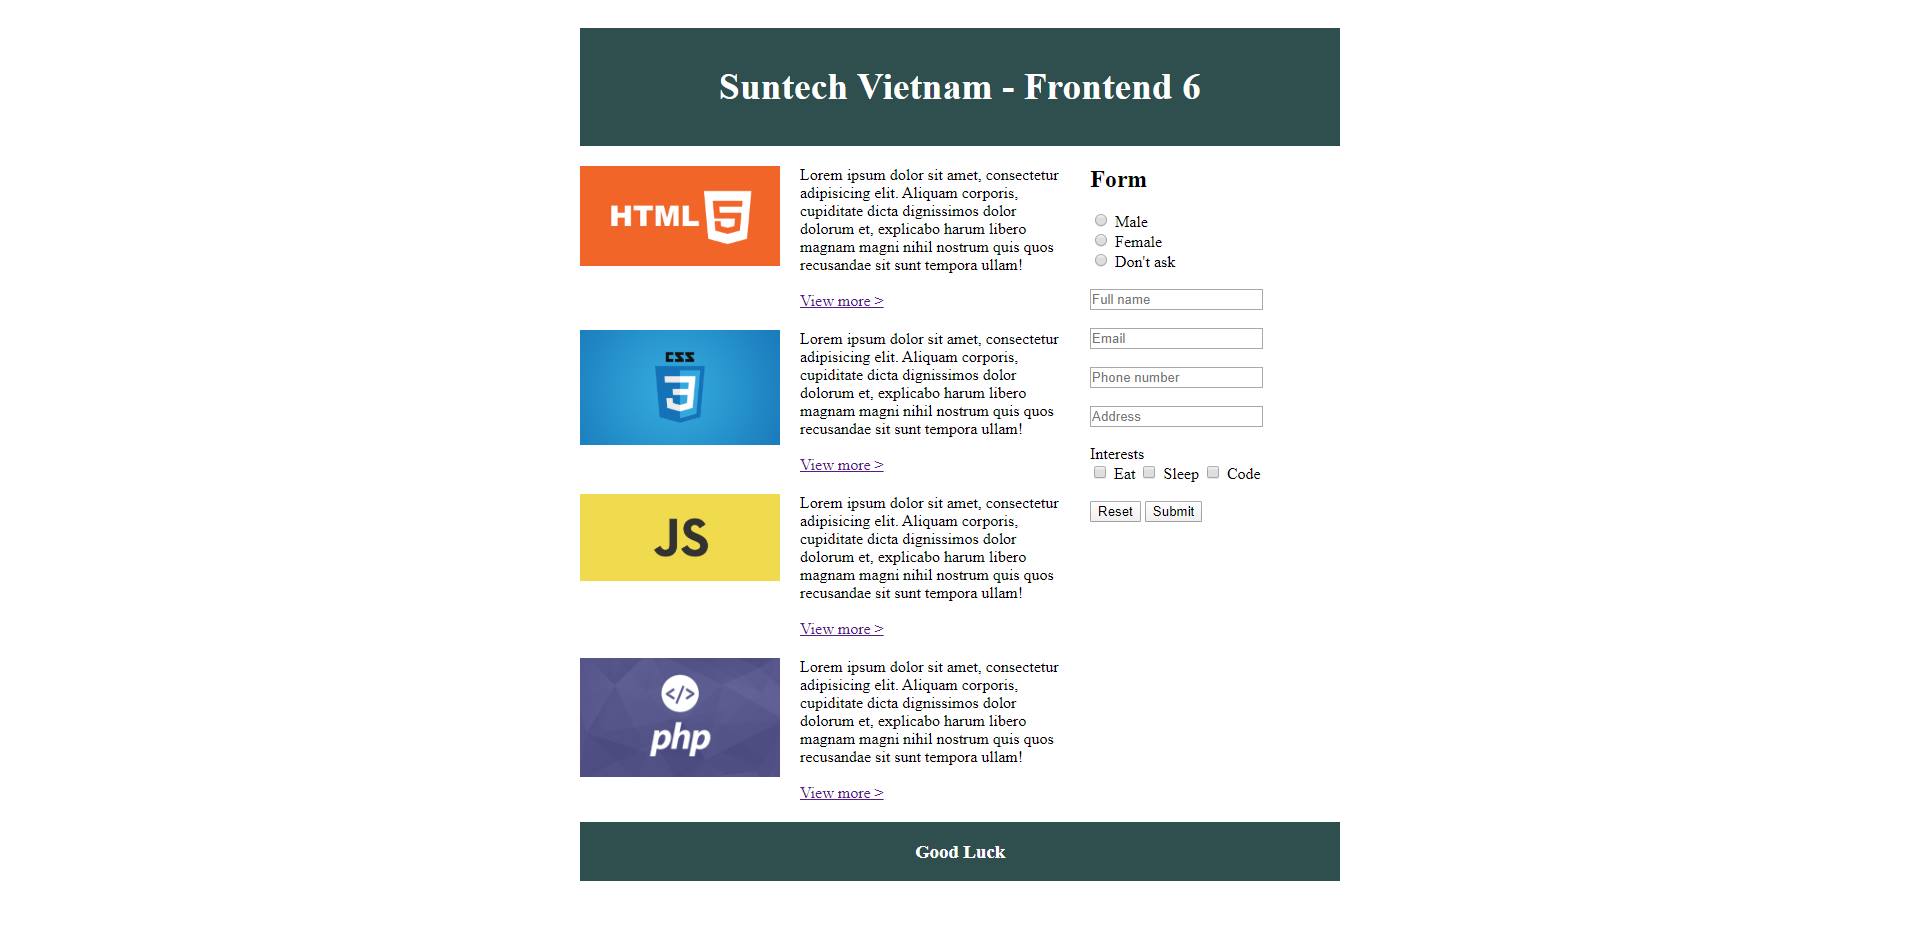 Suntech Vietnam - Frontend 6
HTML 5
Lorem ipsum dolor sit amet, consectetur
adipisicing elit. Aliquam corporis,
cupiditate dicta dignissimos dolor
dolorum et, explicabo harum libero
magnam magni nihil nostrum quis quos
recusandae sit sunt tempora ullam!
View more >
CSS
3
Lorem ipsum dolor sit amet, consectetur
adipisicing elit. Aliquam corporis,
cupiditate dicta dignissimos dolor
dolorum et, explicabo harum libero
magnam magni nihil nostrum quis quos
recusandae sit sunt tempora ullam!
View more >
JS
Lorem ipsum dolor sit amet, consectetur
adipisicing elit. Aliquam corporis,
cupiditate dicta dignissimos dolor
dolorum et, explicabo harum libero
magnam magni nihil nostrum quis quos
recusandae sit sunt tempora ullam!
View more >
</>
php
Lorem ipsum dolor sit amet, consectetur
adipisicing elit. Aliquam corporis,
cupiditate dicta dignissimos dolor
dolorum et, explicabo harum libero
magnam magni nihil nostrum quis quos
recusandae sit sunt tempora ullam!
View more >
Form
Male
Female
Don't ask
Full name
Email
Phone number
Address
Interests
Eat Sleep Code
Reset Submit
Good Luck